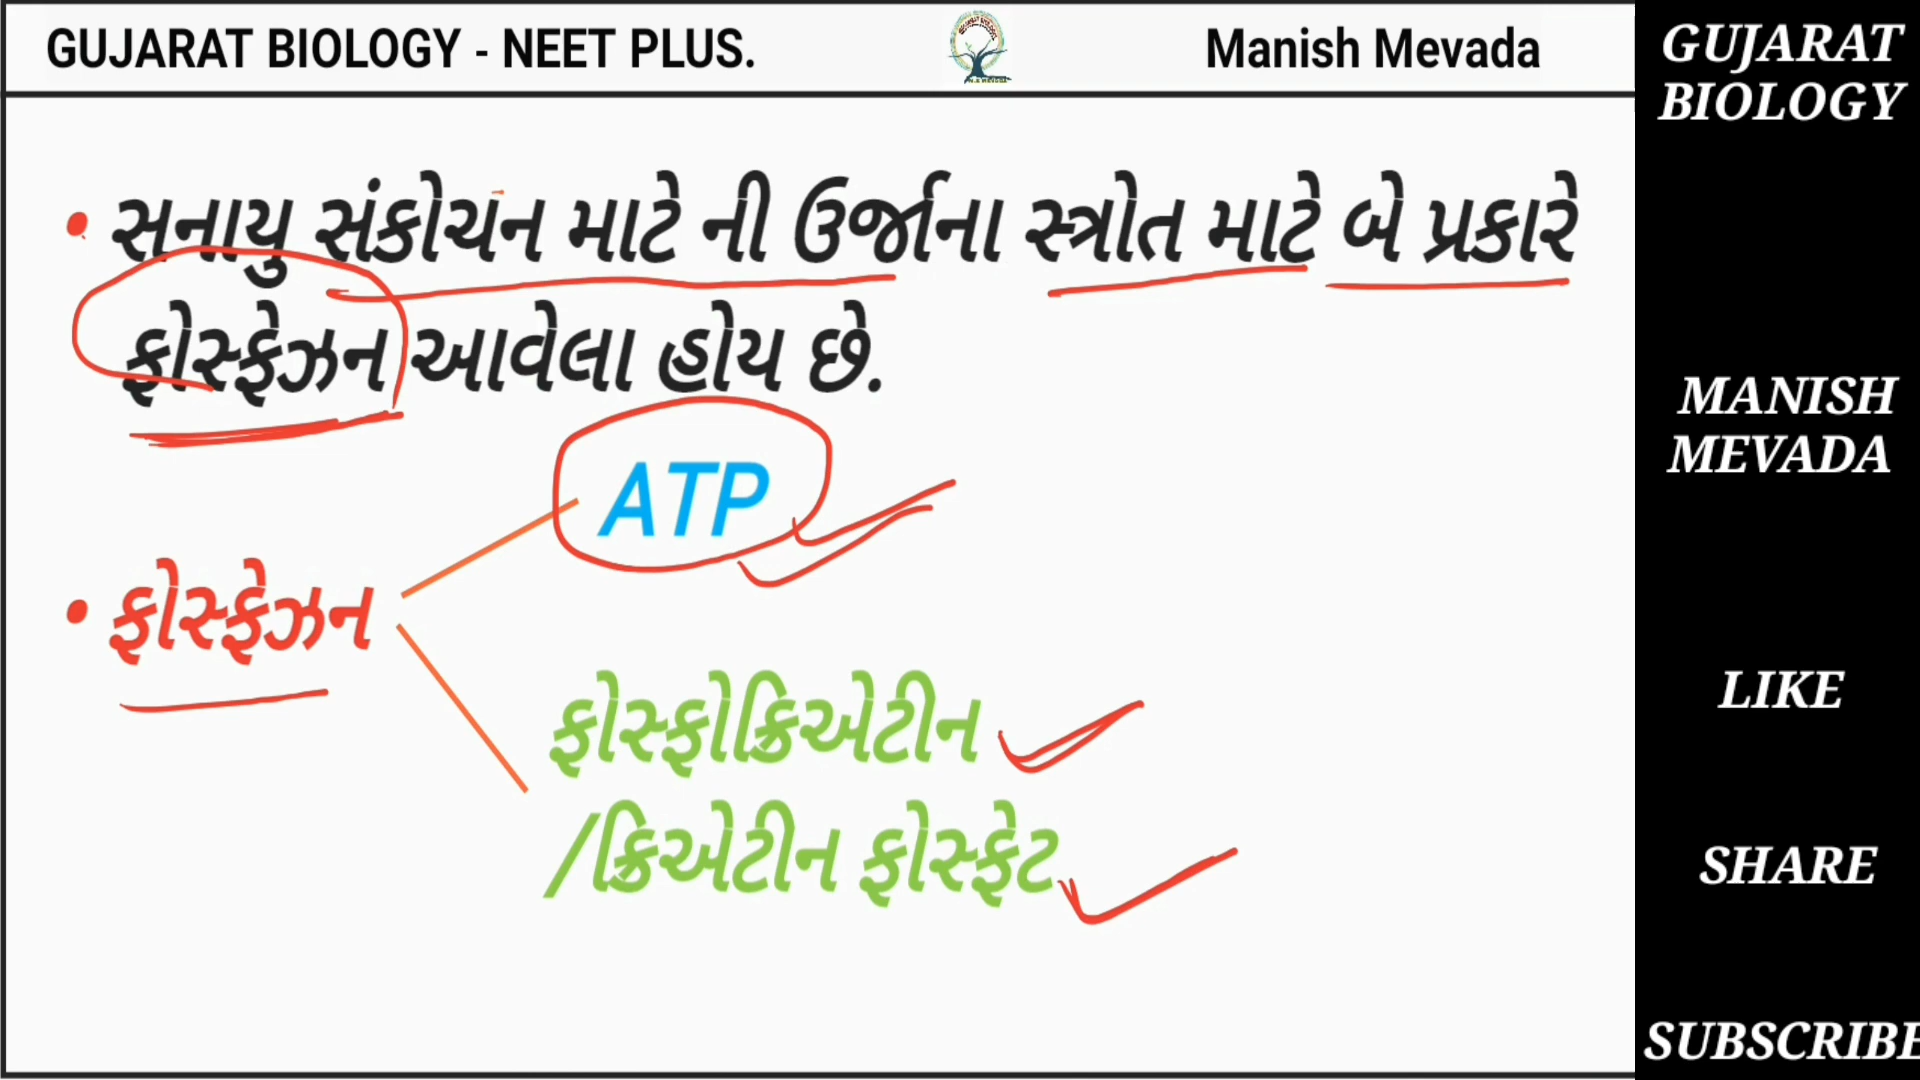 GUJARAT BIOLOGY - NEET PLUS.
Manish Mevada
• સનાયુ સંકોચન માટે ની ઉર્જાના સ્ત્રોત માટે બે પ્રકારે
ફોસ્ફેઝન આવેલા હોય છે.
ATP
• ફોસ્ફેઝન
ફોસ્ફોક્રિએટીન
/ક્રિએટીન ફોસ્ફેટ
GUJARAT
BIOLOGY
MANISH
MEVADA
LIKE
SHARE
SUBSCRIBE